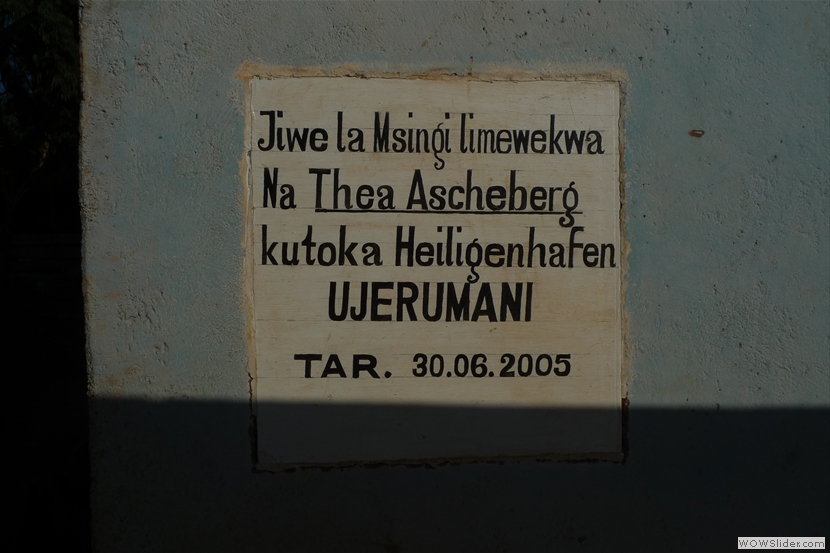 Jiwe la Msingi limewekwa
Na Thea Ascheberg
kutoka Heiligenhafen
UJERUMANI
TAR. 30.06.2005
WOWSlider.com